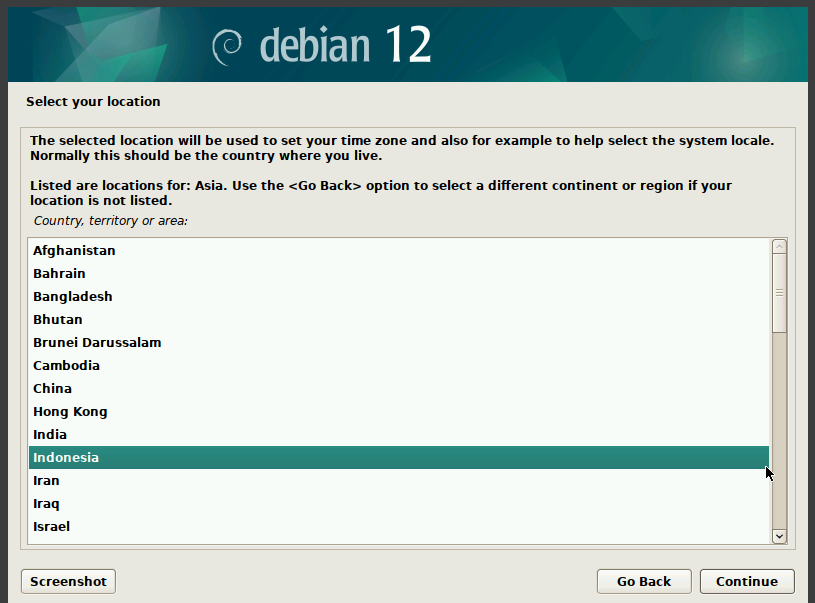 debian 12
Select your location
The selected location will be used to set your time zone and also for example to help select the system locale.
Normally this should be the country where you live.
Listed are locations for: Asia. Use the <Go Back> option to select a different continent or region if your
location is not listed.
Country, territory or area:
Afghanistan
Bahrain
Bangladesh
Bhutan
Brunei Darussalam
Cambodia
China
Hong Kong
India
Indonesia
Iran
Iraq
Israel
Screenshot
Go Back
Continue